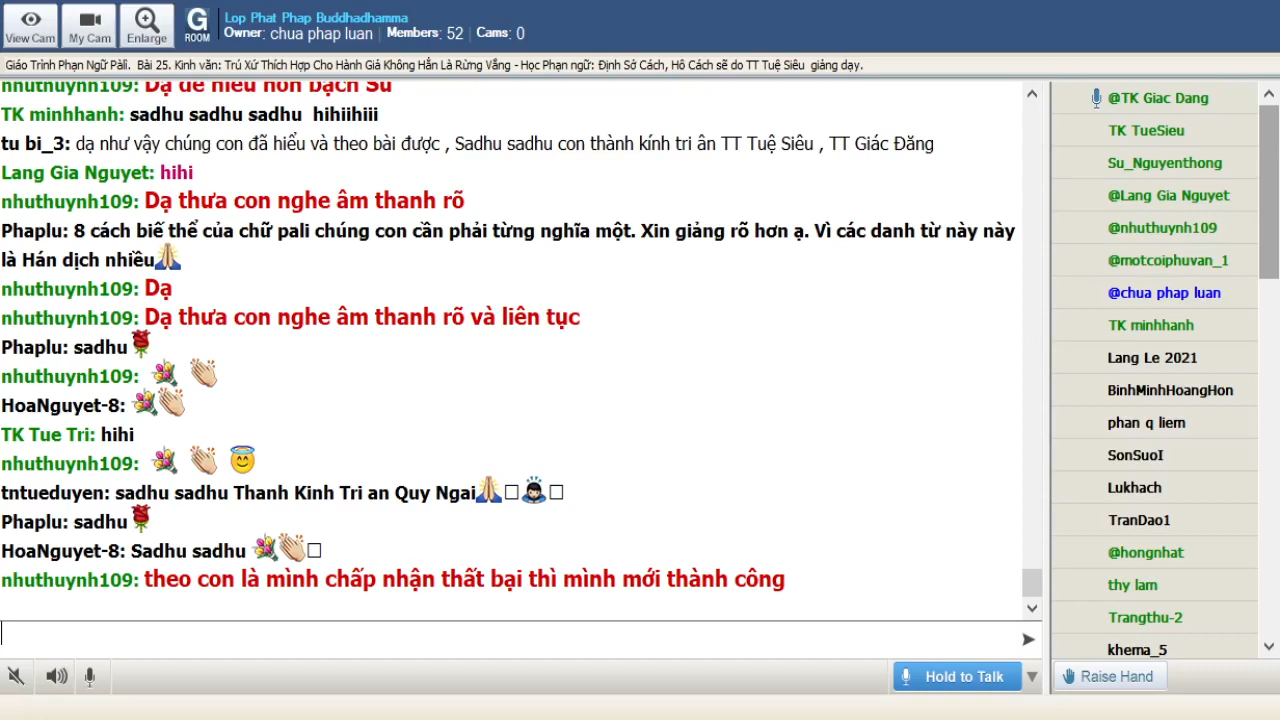 View Cam
My Cam
Enlarge
G
ROOM
Lop Phat Phap Buddhadhamma
Owner: chua phap luan | Members: 52 | Cams: 0
Giáo Trình Phạn Ngữ Pàli. Bài 25. Kinh văn: Trú Xứ Thích Hợp Cho Hành Giả Không Hẳn Là Rừng Vắng - Học Phạn ngữ: Định Sở Cách, Hô Cách sẽ do TT Tuệ Siêu giảng dạy.
nhuthuynh109: Dạ dễ hiểu hơn bạch Sư
TK minhhanh: sadhu sadhu sadhu hihiihiii
tu bi_3: dạ như vậy chúng con đã hiểu và theo bài được , Sadhu sadhu con thành kính tri ân TT Tuệ Siêu , TT Giác Đăng
Lang Gia Nguyet: hihi
nhuthuynh109: Dạ thưa con nghe âm thanh rõ
Phaplu: 8 cách biế thể của chữ pali chúng con cần phải từng nghĩa một. Xin giảng rõ hơn ạ. Vì các danh từ này này
là Hán dịch nhiều🙏
nhuthuynh109: Dạ
nhuthuynh109: Dạ thưa con nghe âm thanh rõ và liên tục
Phaplu: sadhu🌹
nhuthuynh109: 💐 👏
HoaNguyet-8: 💐👏
TK Tue Tri: hihi
nhuthuynh109: 💐 👏 😇
tntueduyen: sadhu sadhu Thanh Kinh Tri an Quy Ngai🙏□🙇□
Phaplu: sadhu🌹
HoaNguyet-8: Sadhu sadhu 💐👏□
nhuthuynh109: theo con là mình chấp nhận thất bại thì mình mới thành công
Hold to Talk
@TK Giac Dang
TK TueSieu
Su_Nguyenthong
@Lang Gia Nguyet
@nhuthuynh109
@motcoiphuvan_1
@chua phap luan
TK minhhanh
Lang Le 2021
BinhMinhHoangHon
phan q liem
SonSuoI
Lukhach
TranDao1
@hongnhat
thy lam
Trangthu-2
khema_5
Raise Hand